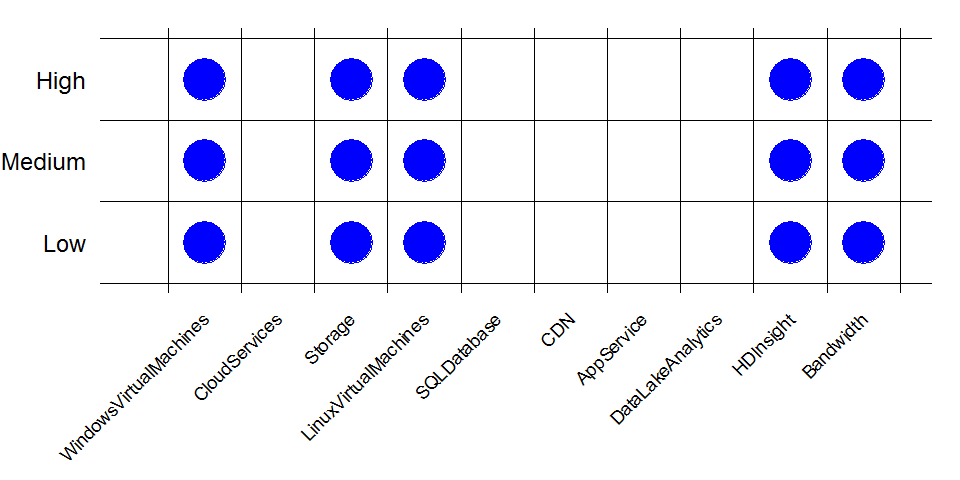 High
Medium
Low
WindowsVirtualMachines
CloudServices
Storage
LinuxVirtualMachines
SQLDatabase
CDN
AppService
DataLakeAnalytics
HDInsight
Bandwidth